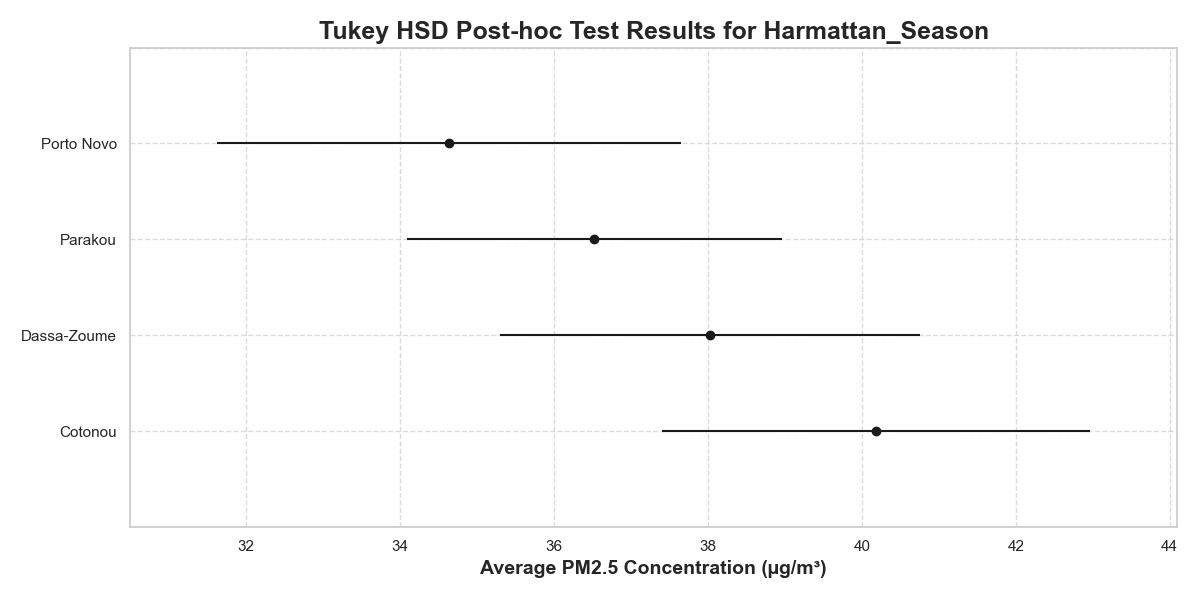 Tukey HSD Post-hoc Test Results for Harmattan_Season
Porto Novo
Parakou
Dassa-Zoume
Cotonou
32 34 36 38 40 42 44
Average PM2.5 Concentration (µg/m³)